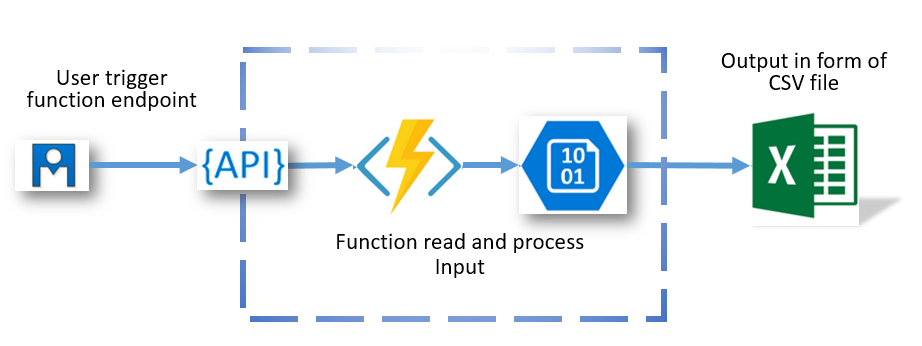 User trigger
function endpoint
{API}
10
01
Function read and process
Input
Output in form of
CSV file
X